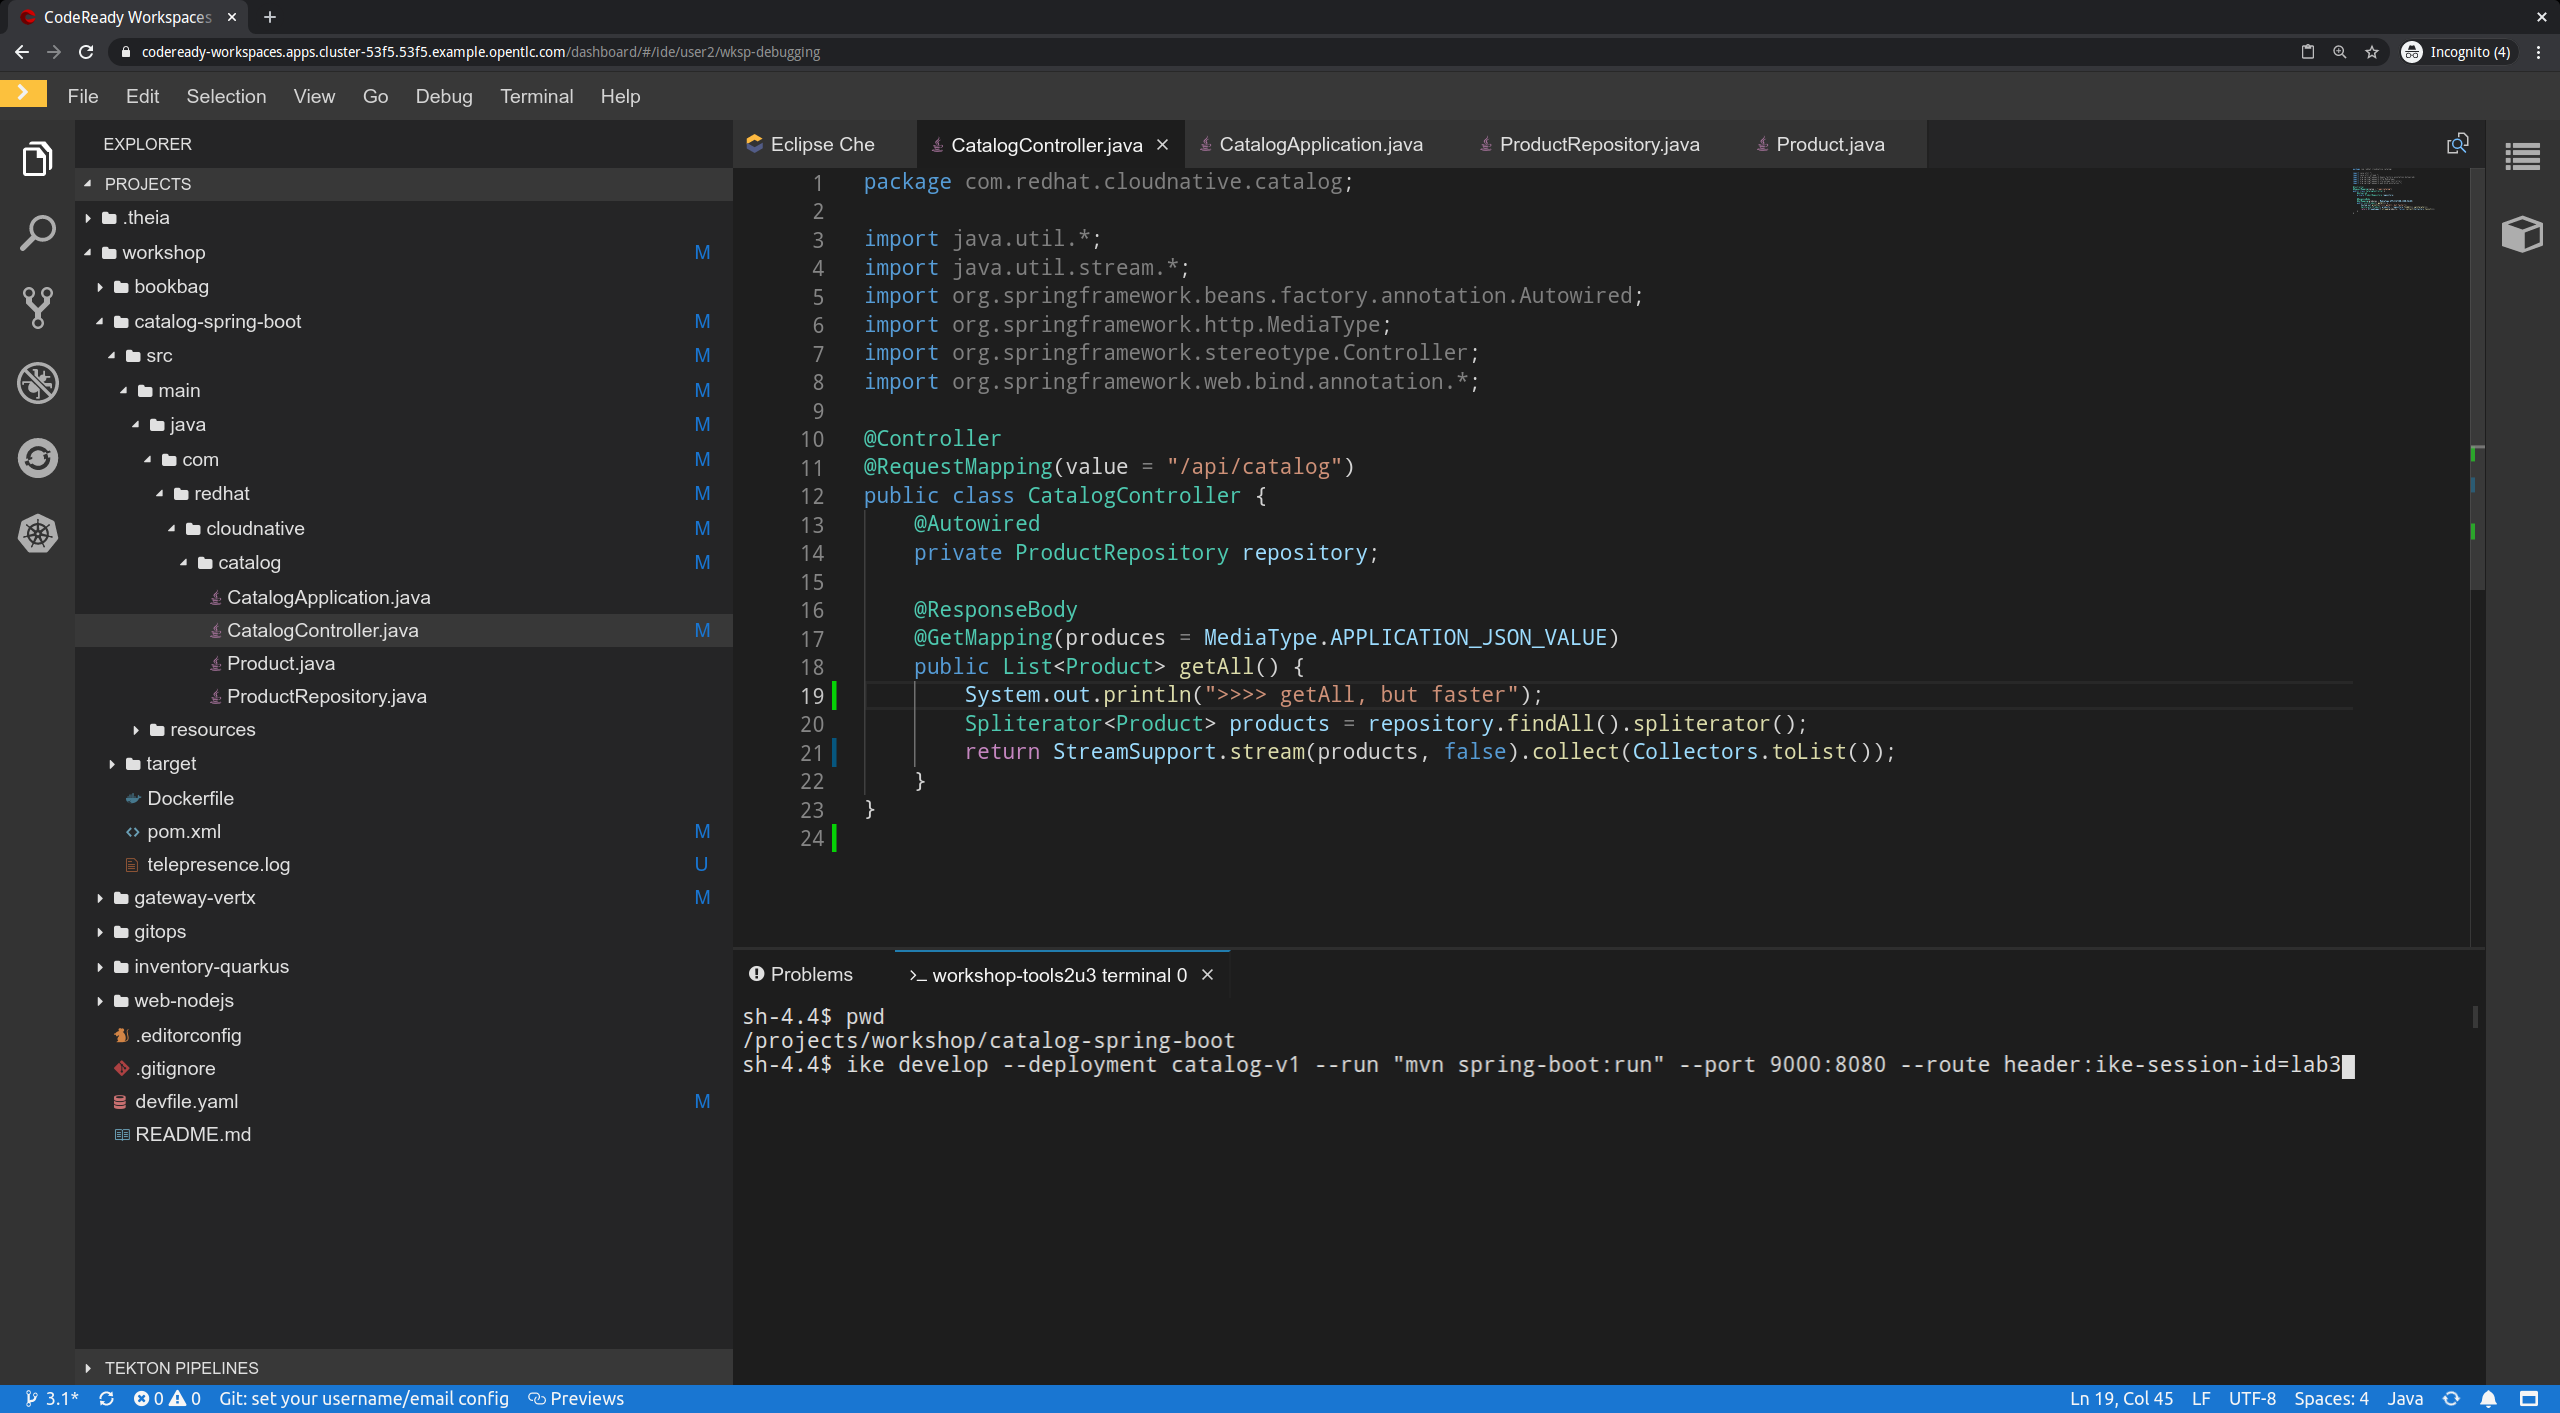 CodeReady Workspaces
codeready-workspaces.apps.cluster-53f5.53f5.example.opentlc.com/dashboard/#/ide/user2/wksp-debugging
Incognito (4)
File Edit Selection View Go Debug Terminal Help
EXPLORER
PROJECTS
.theia
workshop M
bookbag
catalog-spring-boot M
src M
main M
java M
com M
redhat M
cloudnative M
catalog M
CatalogApplication.java
CatalogController.java M
Product.java
ProductRepository.java
resources
target
Dockerfile
pom.xml M
telepresence.log U
gateway-vertx M
gitops
inventory-quarkus
web-nodejs
.editorconfig
.gitignore
devfile.yaml M
README.md
TEKTON PIPELINES
Eclipse Che CatalogController.java CatalogApplication.java ProductRepository.java Product.java
1 package com.redhat.cloudnative.catalog;
2
3 import java.util.*;
4 import java.util.stream.*;
5 import org.springframework.beans.factory.annotation.Autowired;
6 import org.springframework.http.MediaType;
7 import org.springframework.stereotype.Controller;
8 import org.springframework.web.bind.annotation.*;
9
10 @Controller
11 @RequestMapping(value = "/api/catalog")
12 public class CatalogController {
13     @Autowired
14     private ProductRepository repository;
15
16     @ResponseBody
17     @GetMapping(produces = MediaType.APPLICATION_JSON_VALUE)
18     public List<Product> getAll() {
19         System.out.println(">>>> getAll, but faster");
20         Spliterator<Product> products = repository.findAll().spliterator();
21         return StreamSupport.stream(products, false).collect(Collectors.toList());
22     }
23 }
24
Problems >_ workshop-tools2u3 terminal 0
sh-4.4$ pwd
/projects/workshop/catalog-spring-boot
sh-4.4$ ike develop --deployment catalog-v1 --run "mvn spring-boot:run" --port 9000:8080 --route header:ike-session-id=lab3
3.1* 0 0 Git: set your username/email config Previews Ln 19, Col 45 LF UTF-8 Spaces: 4 Java